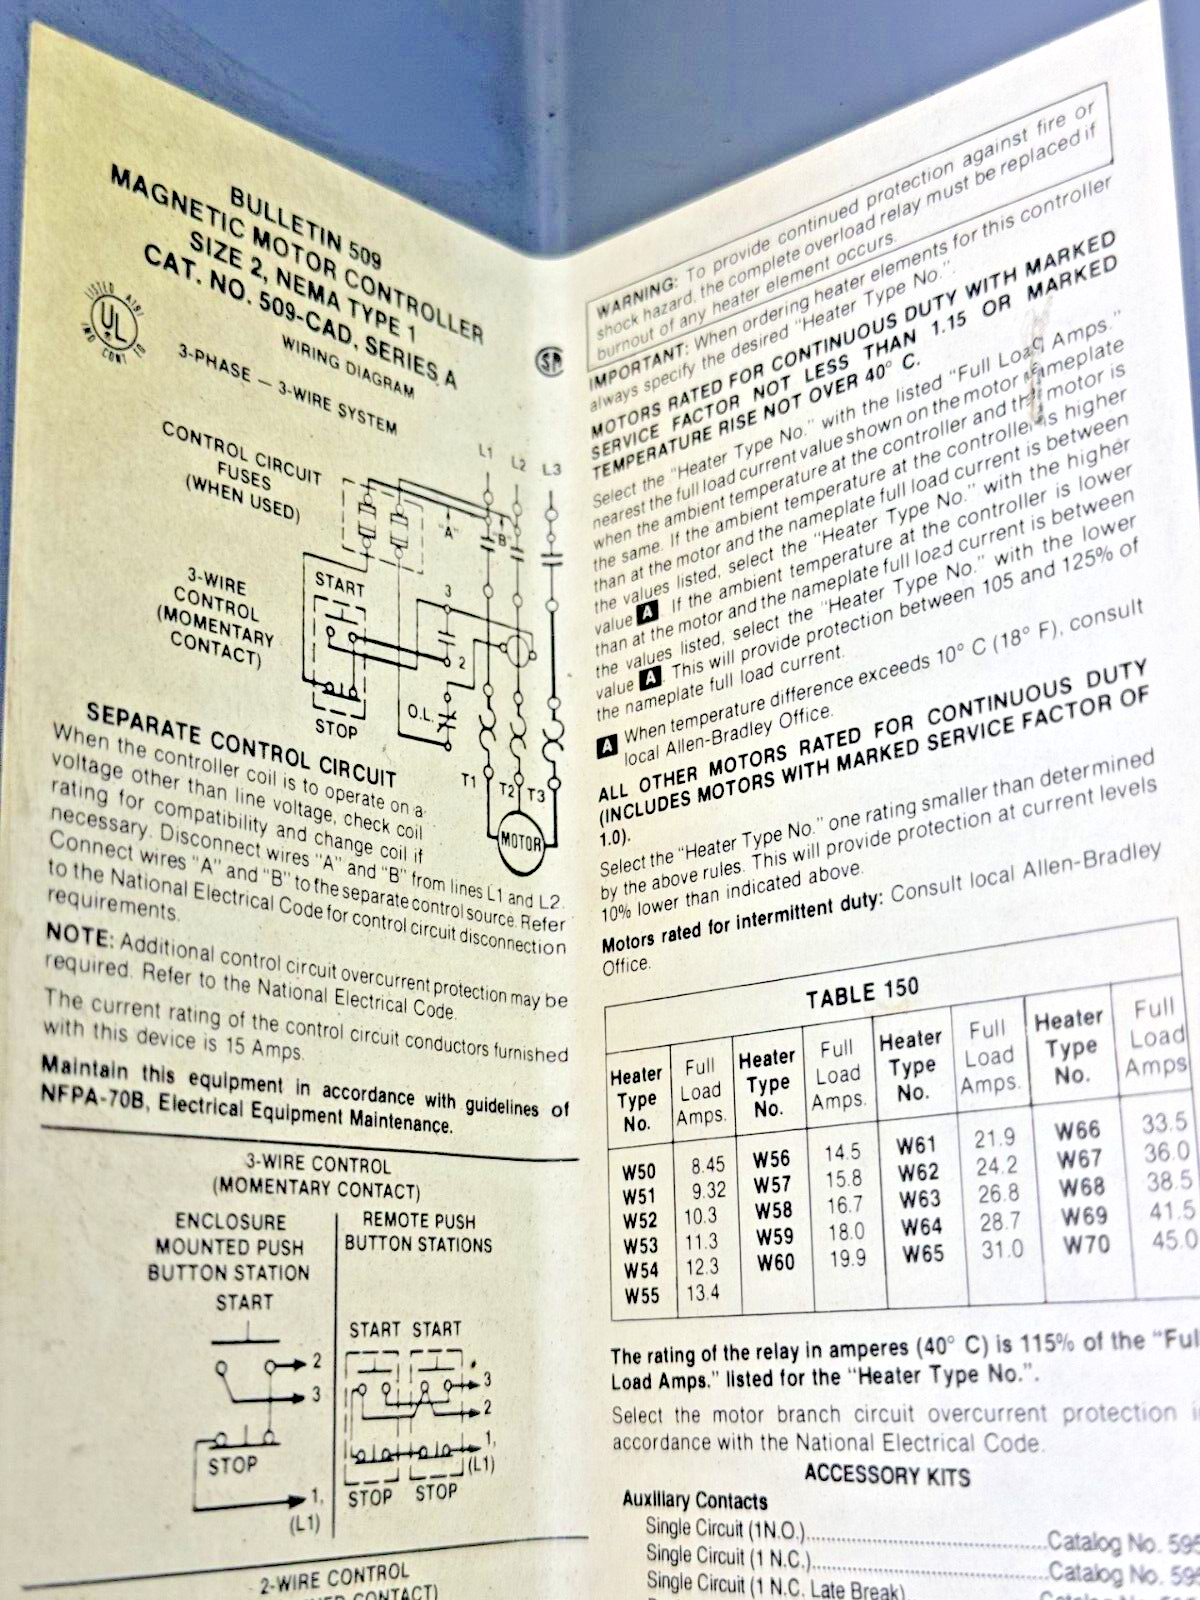 BULLETIN 509
MAGNETIC MOTOR CONTROLLER
SIZE 2, NEMA TYPE 1
CAT. NO. 509-CAD, SERIES A
WIRING DIAGRAM
3-PHASE — 3-WIRE SYSTEM
UL
SA
CONTROL CIRCUIT
FUSES
(WHEN USED)
L1 L2 L3
"A" "B"
3-WIRE
CONTROL
(MOMENTARY
CONTACT)
START
3
2
STOP
O.L.
T1 T2 T3
MOTOR
SEPARATE CONTROL CIRCUIT
When the controller coil is to operate on a
voltage other than line voltage, check coil
rating for compatibility and change coil if
necessary. Disconnect wires "A" and "B" from lines L1 and L2.
Connect wires "A" and "B" to the separate control source. Refer
to the National Electrical Code for control circuit disconnection
requirements.
NOTE: Additional control circuit overcurrent protection may be
required. Refer to the National Electrical Code.
The current rating of the control circuit conductors furnished
with this device is 15 Amps.
Maintain this equipment in accordance with guidelines of
NFPA-70B, Electrical Equipment Maintenance.
3-WIRE CONTROL
(MOMENTARY CONTACT)
ENCLOSURE
MOUNTED PUSH
BUTTON STATION
START
2
3
STOP
1,
(L1)
REMOTE PUSH
BUTTON STATIONS
START START
3
2
1,
(L1)
STOP STOP
2-WIRE CONTROL
CONTACT)
WARNING: To provide continued protection against fire or
shock hazard, the complete overload relay must be replaced if
burnout of any heater element occurs.
IMPORTANT: When ordering heater elements for this controller
always specify the desired "Heater Type No.".
MOTORS RATED FOR CONTINUOUS DUTY WITH MARKED
SERVICE FACTOR NOT LESS THAN 1.15 OR MARKED
TEMPERATURE RISE NOT OVER 40° C.
Select the "Heater Type No." with the listed "Full Load Amps."
nearest the full load current value shown on the motor nameplate
when the ambient temperature at the controller and the motor is
the same. If the ambient temperature at the controller is higher
than at the motor and the nameplate full load current is between
the values listed, select the "Heater Type No." with the higher
value A. If the ambient temperature at the controller is lower
than at the motor and the nameplate full load current is between
the values listed, select the "Heater Type No." with the lower
value A. This will provide protection between 105 and 125% of
the nameplate full load current.
A When temperature difference exceeds 10° C (18° F), consult
local Allen-Bradley Office.
ALL OTHER MOTORS RATED FOR CONTINUOUS DUTY
(INCLUDES MOTORS WITH MARKED SERVICE FACTOR OF
1.0).
Select the "Heater Type No." one rating smaller than determined
by the above rules. This will provide protection at current levels
10% lower than indicated above.
Motors rated for intermittent duty: Consult local Allen-Bradley
Office.
TABLE 150
Heater Type No. Full Load Amps. Heater Type No. Full Load Amps. Heater Type No. Full Load Amps. Heater Type No. Full Load Amps
W50 8.45 W56 14.5 W61 21.9 W66 33.5
W51 9.32 W57 15.8 W62 24.2 W67 36.0
W52 10.3 W58 16.7 W63 26.8 W68 38.5
W53 11.3 W59 18.0 W64 28.7 W69 41.5
W54 12.3 W60 19.9 W65 31.0 W70 45.0
W55 13.4
The rating of the relay in amperes (40° C) is 115% of the "Ful
Load Amps." listed for the "Heater Type No.".
Select the motor branch circuit overcurrent protection i
accordance with the National Electrical Code.
ACCESSORY KITS
Auxiliary Contacts
Single Circuit (1N.O.)........Catalog No. 595
Single Circuit (1 N.C.)........Catalog No. 595
Single Circuit (1 N.C. Late Break)